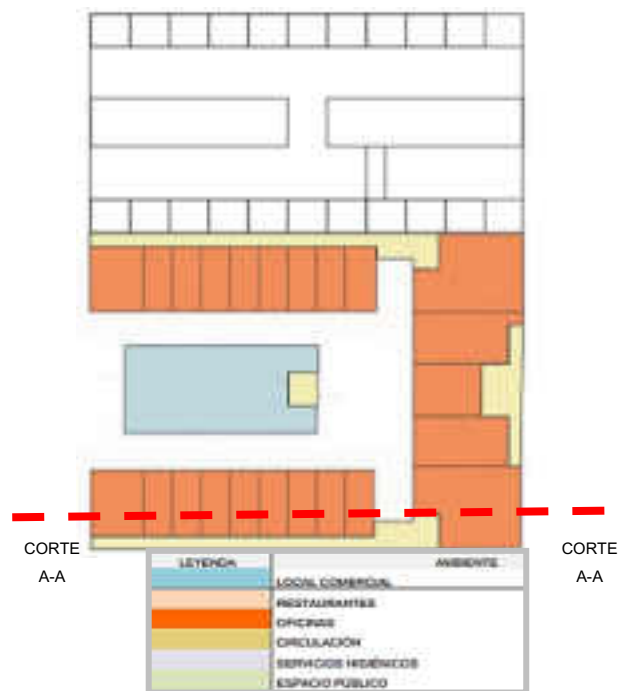 CORTE
A-A
CORTE
A-A
LEYENDA AMBIENTE
LOCAL COMERCIAL
RESTAURANTES
OFICINAS
CIRCULACIÓN
SERVICIOS HIGIÉNICOS
ESPACIO PÚBLICO